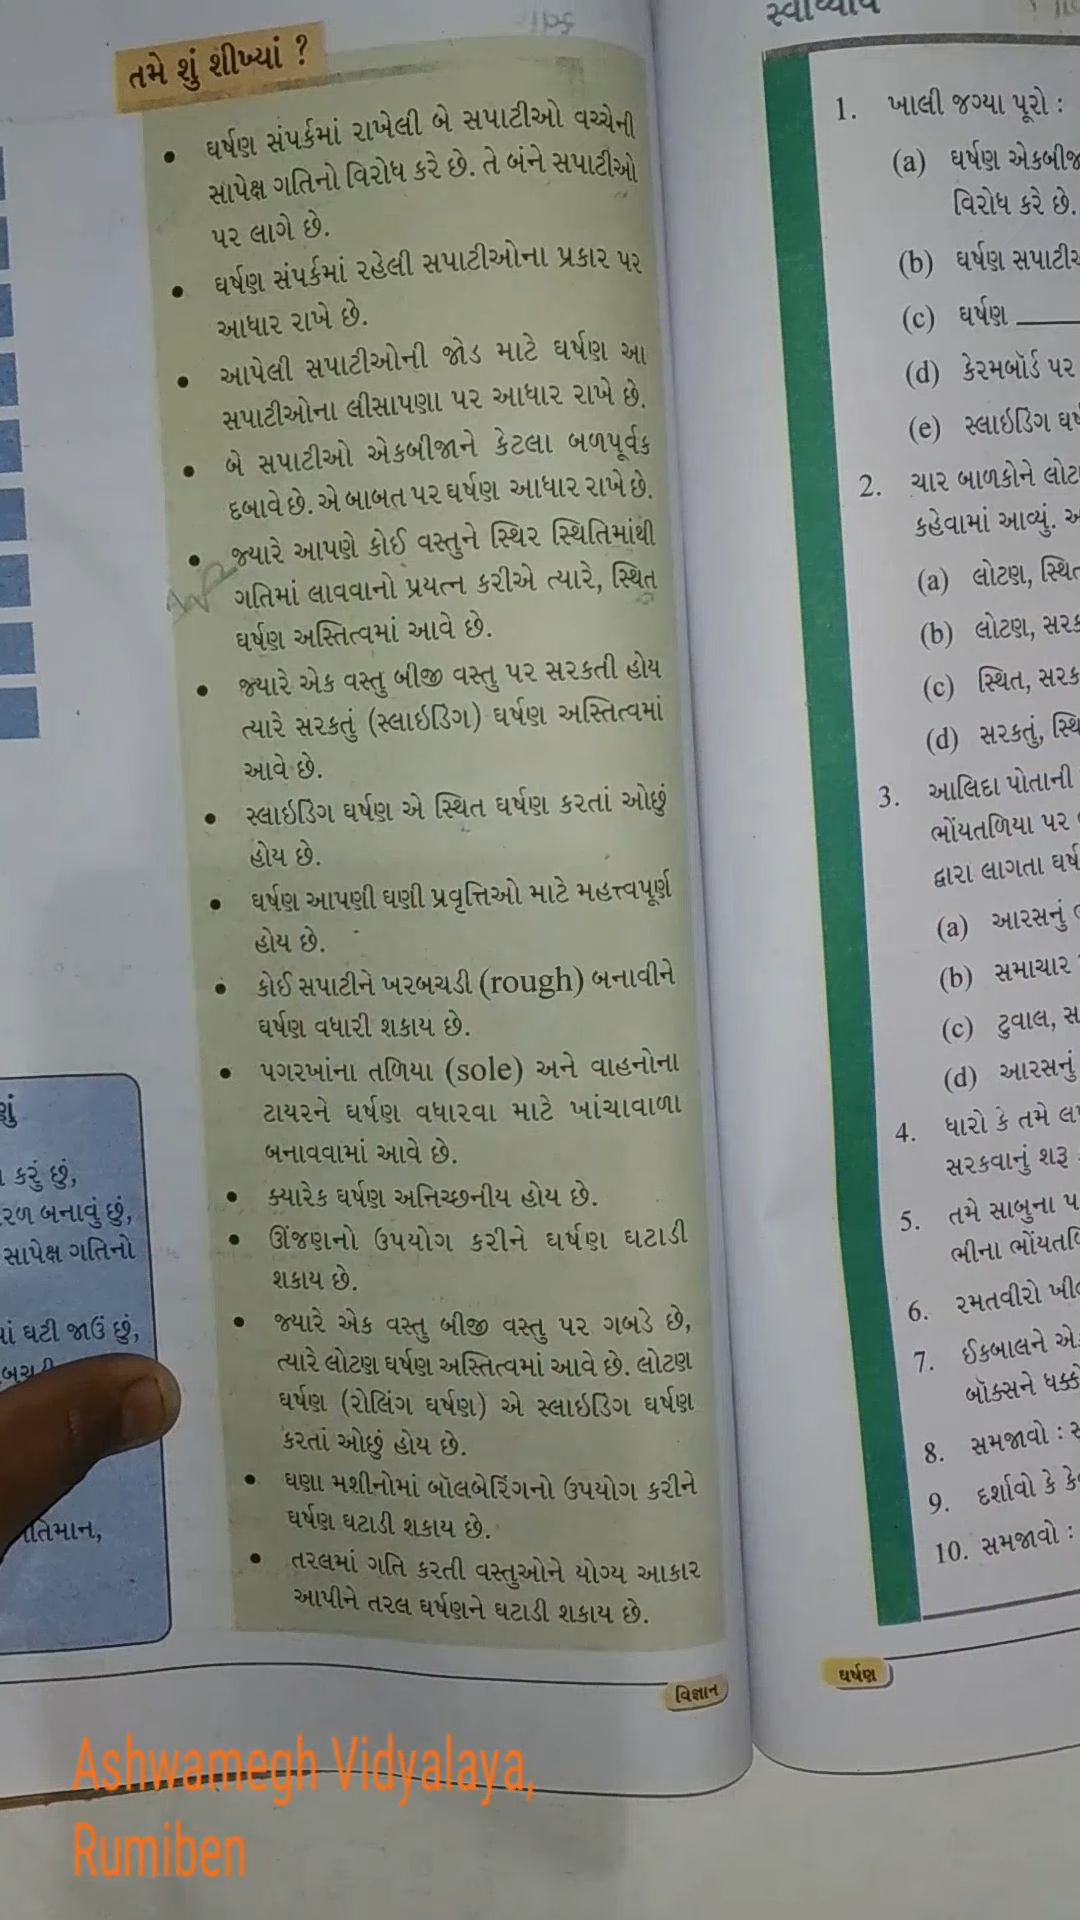 તમે શું શીખ્યાં ?
ઘર્ષણ સંપર્કમાં રાખેલી બે સપાટીઓ વચ્ચેની
સાપેક્ષ ગતિનો વિરોધ કરે છે. તે બંને સપાટીઓ
પર લાગે છે.
ઘર્ષણ સંપર્કમાં રહેલી સપાટીઓના પ્રકાર પર
આધાર રાખે છે.
આપેલી સપાટીઓની જોડ માટે ઘર્ષણ આ
સપાટીઓના લીસાપણા પર આધાર રાખે છે.
બે સપાટીઓ એકબીજાને કેટલા બળપૂર્વક
દબાવે છે. એ બાબત પર ઘર્ષણ આધાર રાખે છે.
જ્યારે આપણે કોઈ વસ્તુને સ્થિર સ્થિતિમાંથી
ગતિમાં લાવવાનો પ્રયત્ન કરીએ ત્યારે, સ્થિત
ઘર્ષણ અસ્તિત્વમાં આવે છે.
જ્યારે એક વસ્તુ બીજી વસ્તુ પર સરકતી હોય
ત્યારે સરકતું (સ્લાઇડિંગ) ઘર્ષણ અસ્તિત્વમાં
આવે છે.
સ્લાઇડિંગ ઘર્ષણ એ સ્થિત ઘર્ષણ કરતાં ઓછું
હોય છે.
ઘર્ષણ આપણી ઘણી પ્રવૃત્તિઓ માટે મહત્ત્વપૂર્ણ
હોય છે.
કોઈ સપાટીને ખરબચડી (rough) બનાવીને
ઘર્ષણ વધારી શકાય છે.
પગરખાંના તળિયા (sole) અને વાહનોના
ટાયરને ઘર્ષણ વધારવા માટે ખાંચાવાળા
બનાવવામાં આવે છે.
ક્યારેક ઘર્ષણ અનિચ્છનીય હોય છે.
ઊંજણનો ઉપયોગ કરીને ઘર્ષણ ઘટાડી
શકાય છે.
જ્યારે એક વસ્તુ બીજી વસ્તુ પર ગબડે છે,
ત્યારે લોટણ ઘર્ષણ અસ્તિત્વમાં આવે છે. લોટણ
ઘર્ષણ (રોલિંગ ઘર્ષણ) એ સ્લાઇડિંગ ઘર્ષણ
કરતાં ઓછું હોય છે.
ઘણા મશીનોમાં બૉલબેરિંગનો ઉપયોગ કરીને
ઘર્ષણ ઘટાડી શકાય છે.
તરલમાં ગતિ કરતી વસ્તુઓને યોગ્ય આકાર
આપીને તરલ ઘર્ષણને ઘટાડી શકાય છે.
વિજ્ઞાન
કરું છું,
બનાવું છું,
સાપેક્ષ ગતિનો
ઘટી જાઉં છું,
1. ખાલી જગ્યા પૂરો :
(a) ઘર્ષણ
વિરોધ કરે છે.
(b) ઘર્ષણ
(c) ઘર્ષણ
(d) કેરમબૉર્ડ પર
(e) સ્લાઇડિંગ
2. ચાર બાળકોને
કહેવામાં આવ્યું.
(a) લોટણ,
(b) લોટણ,
(c) સ્થિત,
(d) સરકતું,
3. આલિદા પોતાની
ભોંયતળિયા પર
દ્વારા લાગતા
(a) આરસનું
(b) સમાચાર
(c) ટુવાલ,
(d) આરસનું
4. ધારો કે તમે
સરકવાનું શરૂ
5. તમે સાબુના
ભીના
6. રમતવીરો
7. ઈકબાલને
બૉક્સને
8. સમજાવો :
9. દર્શાવો કે
10. સમજાવો :
ઘર્ષણ
Ashwamegh Vidyalaya,
Rumiben